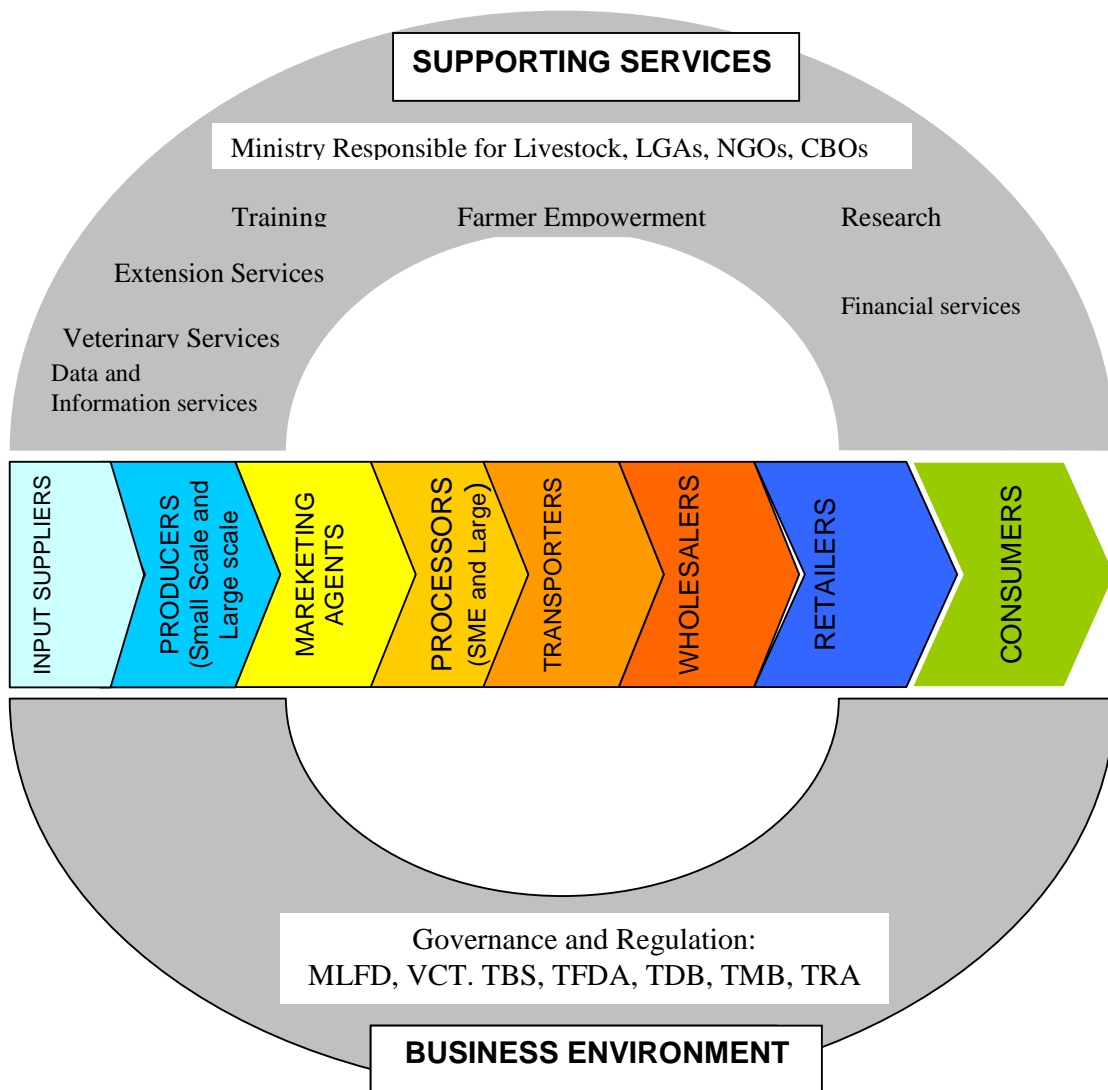 SUPPORTING SERVICES
Ministry Responsible for Livestock, LGAs, NGOs, CBOs
Training
Farmer Empowerment
Research
Extension Services
Financial services
Veterinary Services
Data and
Information services
INPUT SUPPLIERS
PRODUCERS
(Small Scale and
Large scale
MAREKETING
AGENTS
PROCESSORS
(SME and Large)
TRANSPORTERS
WHOLESALERS
RETAILERS
CONSUMERS
Governance and Regulation:
MLFD, VCT. TBS, TFDA, TDB, TMB, TRA
BUSINESS ENVIRONMENT